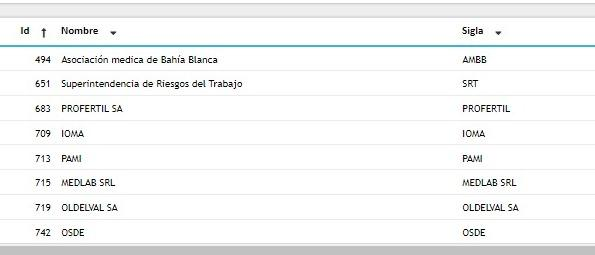 Id Nombre Sigla
494 Asociación medica de Bahía Blanca AMBB
651 Superintendencia de Riesgos del Trabajo SRT
683 PROFERTIL SA PROFERTIL
709 IOMA IOMA
713 PAMI PAMI
715 MEDLAB SRL MEDLAB SRL
719 OLDELVAL SA OLDELVAL SA
742 OSDE OSDE